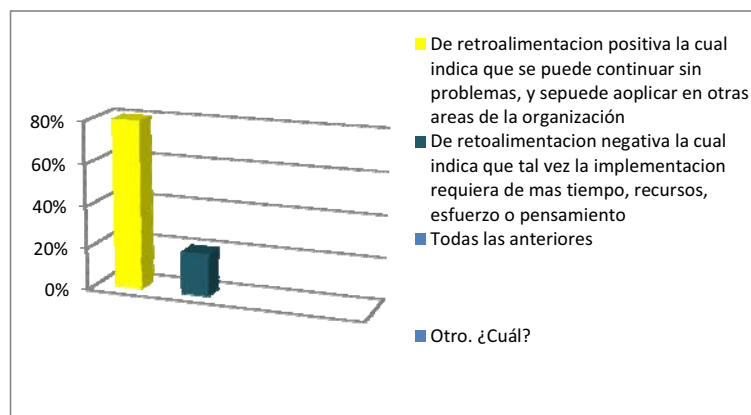 80%
60%
40%
20%
0%
De retroalimentacion positiva la cual
indica que se puede continuar sin
problemas, y sepuede aoplicar en otras
areas de la organización
De retoalimentacion negativa la cual
indica que tal vez la implementacion
requiera de mas tiempo, recursos,
esfuerzo o pensamiento
Todas las anteriores
Otro. ¿Cuál?